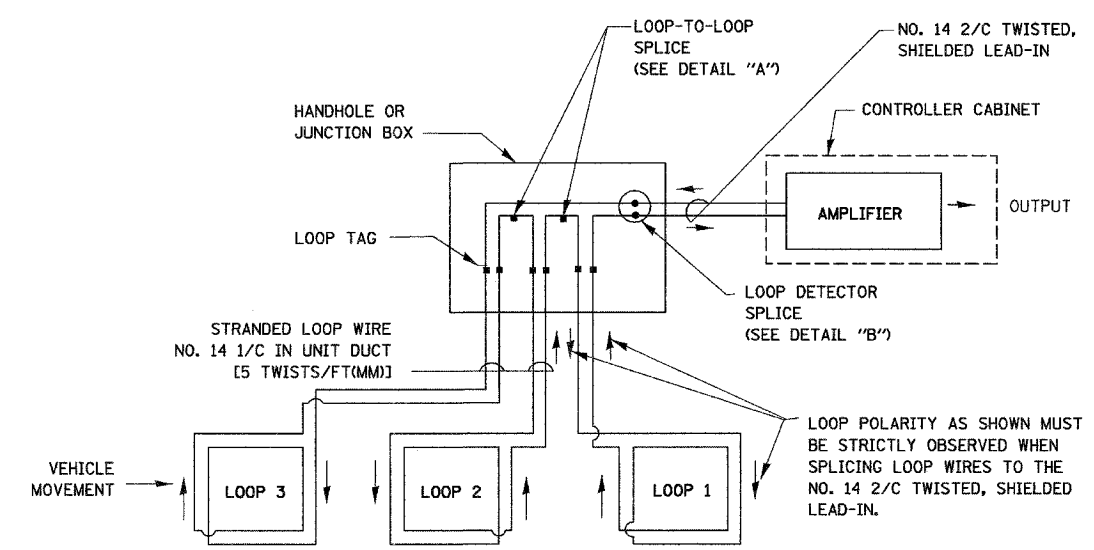 LOOP-TO-LOOP
SPLICE
(SEE DETAIL "A")
NO. 14 2/C TWISTED,
SHIELDED LEAD-IN
HANDHOLE OR
JUNCTION BOX
CONTROLLER CABINET
AMPLIFIER
OUTPUT
LOOP TAG
LOOP DETECTOR
SPLICE
(SEE DETAIL "B")
STRANDED LOOP WIRE
NO. 14 1/C IN UNIT DUCT
[5 TWISTS/FT(MM)]
LOOP POLARITY AS SHOWN MUST
BE STRICTLY OBSERVED WHEN
SPLICING LOOP WIRES TO THE
NO. 14 2/C TWISTED, SHIELDED
LEAD-IN.
VEHICLE
MOVEMENT
LOOP 3
LOOP 2
LOOP 1